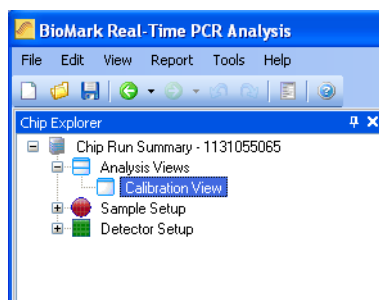 BioMark Real-Time PCR Analysis
File Edit View Report Tools Help
Chip Explorer
Chip Run Summary - 1131055065
Analysis Views
Calibration View
Sample Setup
Detector Setup